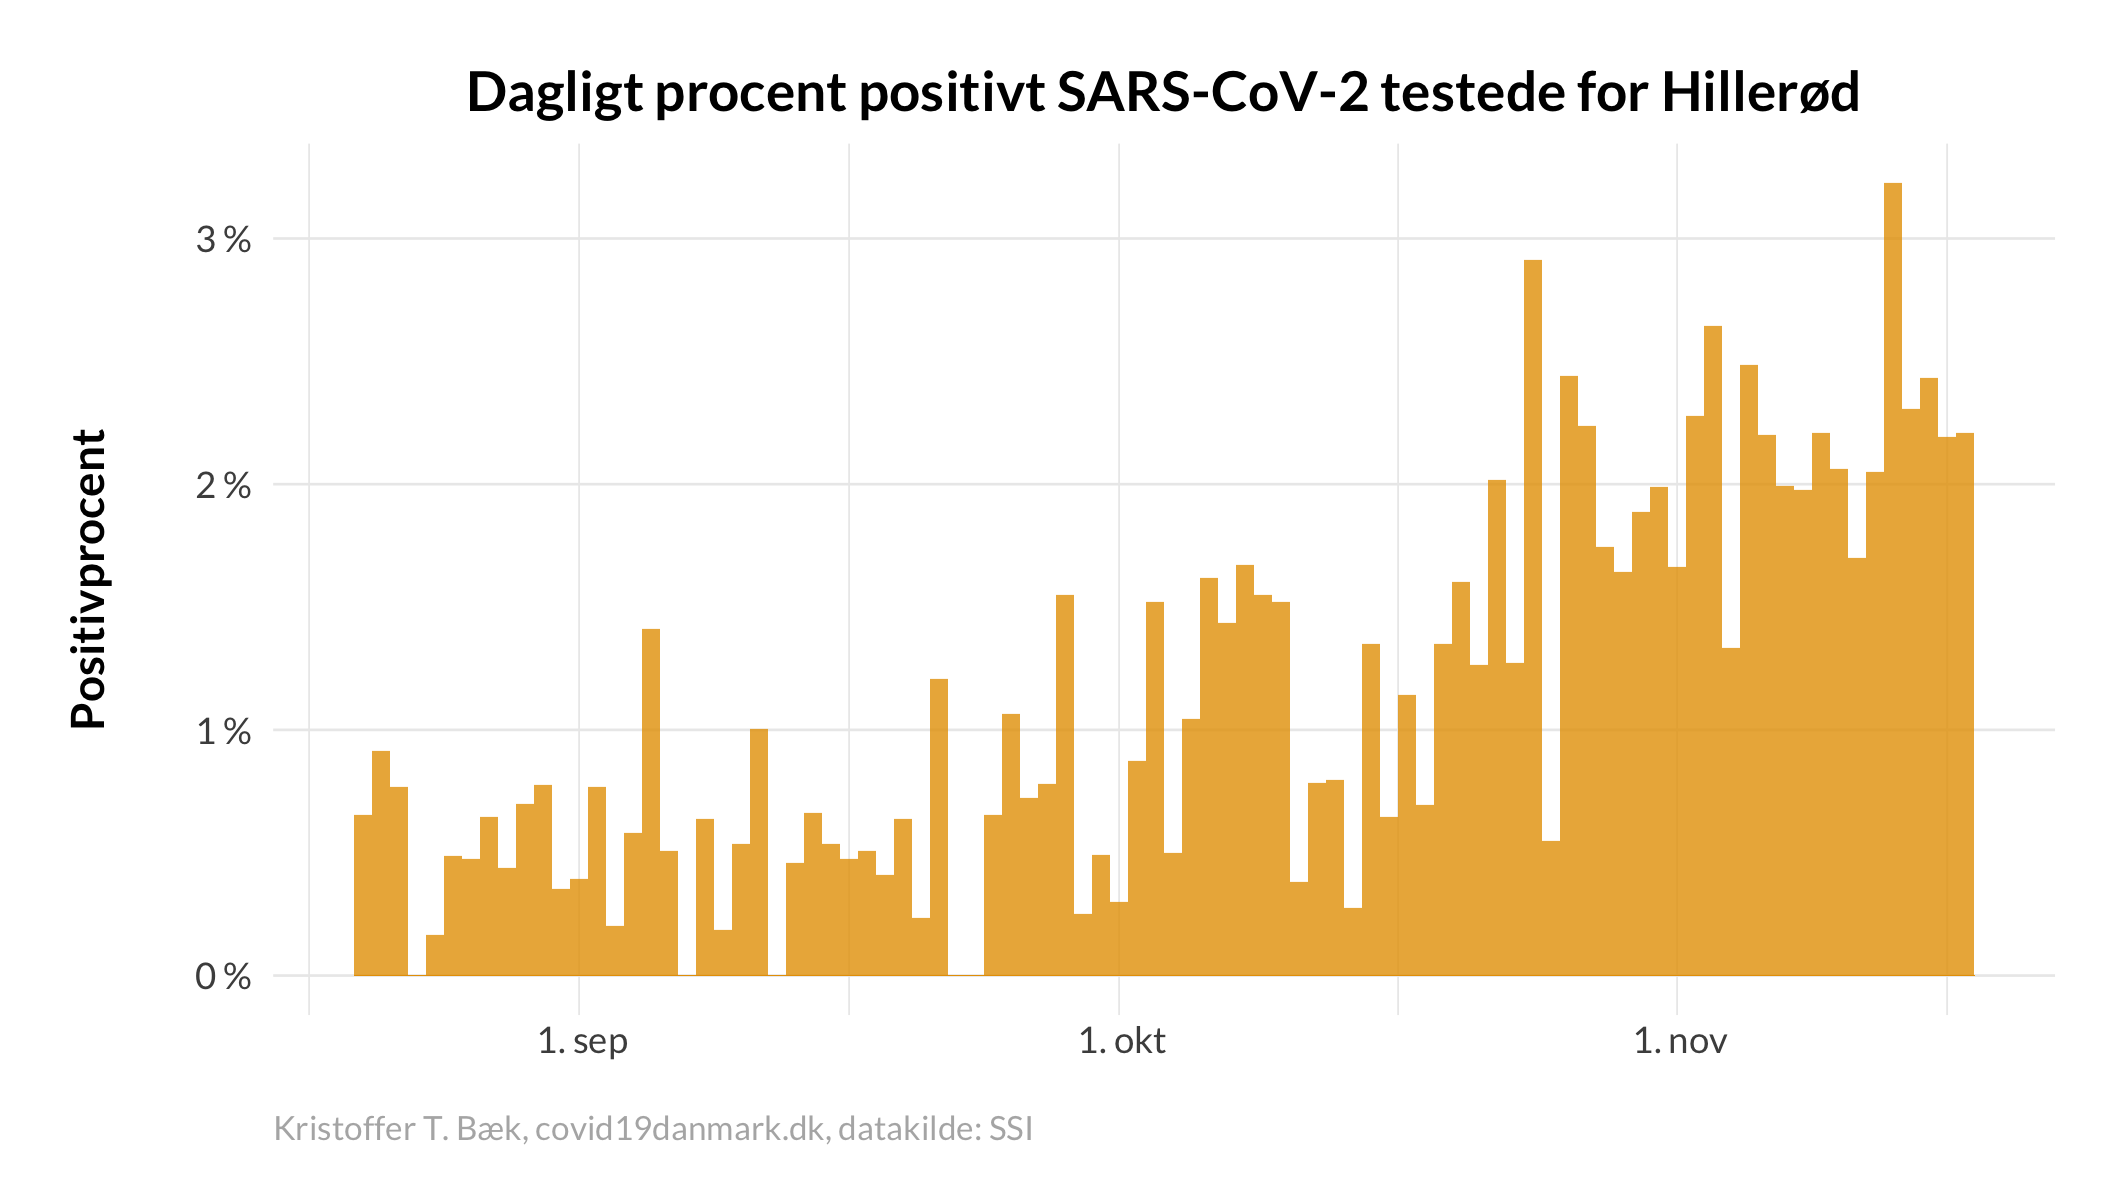 Dagligt procent positivt SARS-CoV-2 testede for Hillerød
Positivprocent
3 %
2 %
1 %
0 %
1. sep
1. okt
1. nov
Kristoffer T. Bæk, covid19danmark.dk, datakilde: SSI